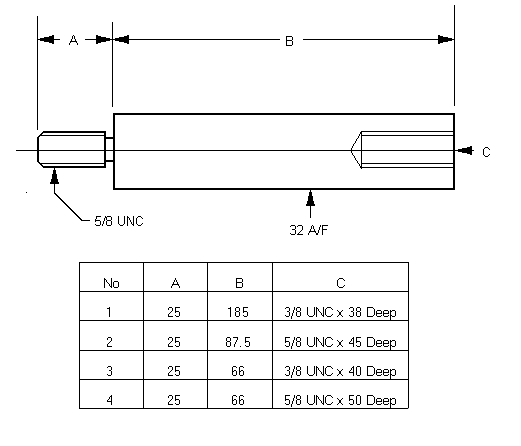 A
B
C
5/8 UNC
32 A/F
No A B C
1 25 185 3/8 UNC x 38 Deep
2 25 87.5 5/8 UNC x 45 Deep
3 25 66 3/8 UNC x 40 Deep
4 25 66 5/8 UNC x 50 Deep